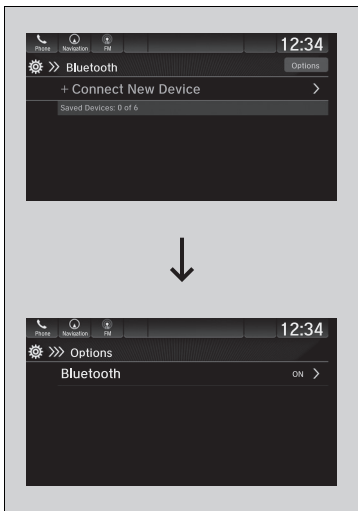 Phone Navigation FM 12:34
Bluetooth Options
+ Connect New Device
Saved Devices: 0 of 6
Phone Navigation FM 12:34
Options
Bluetooth ON